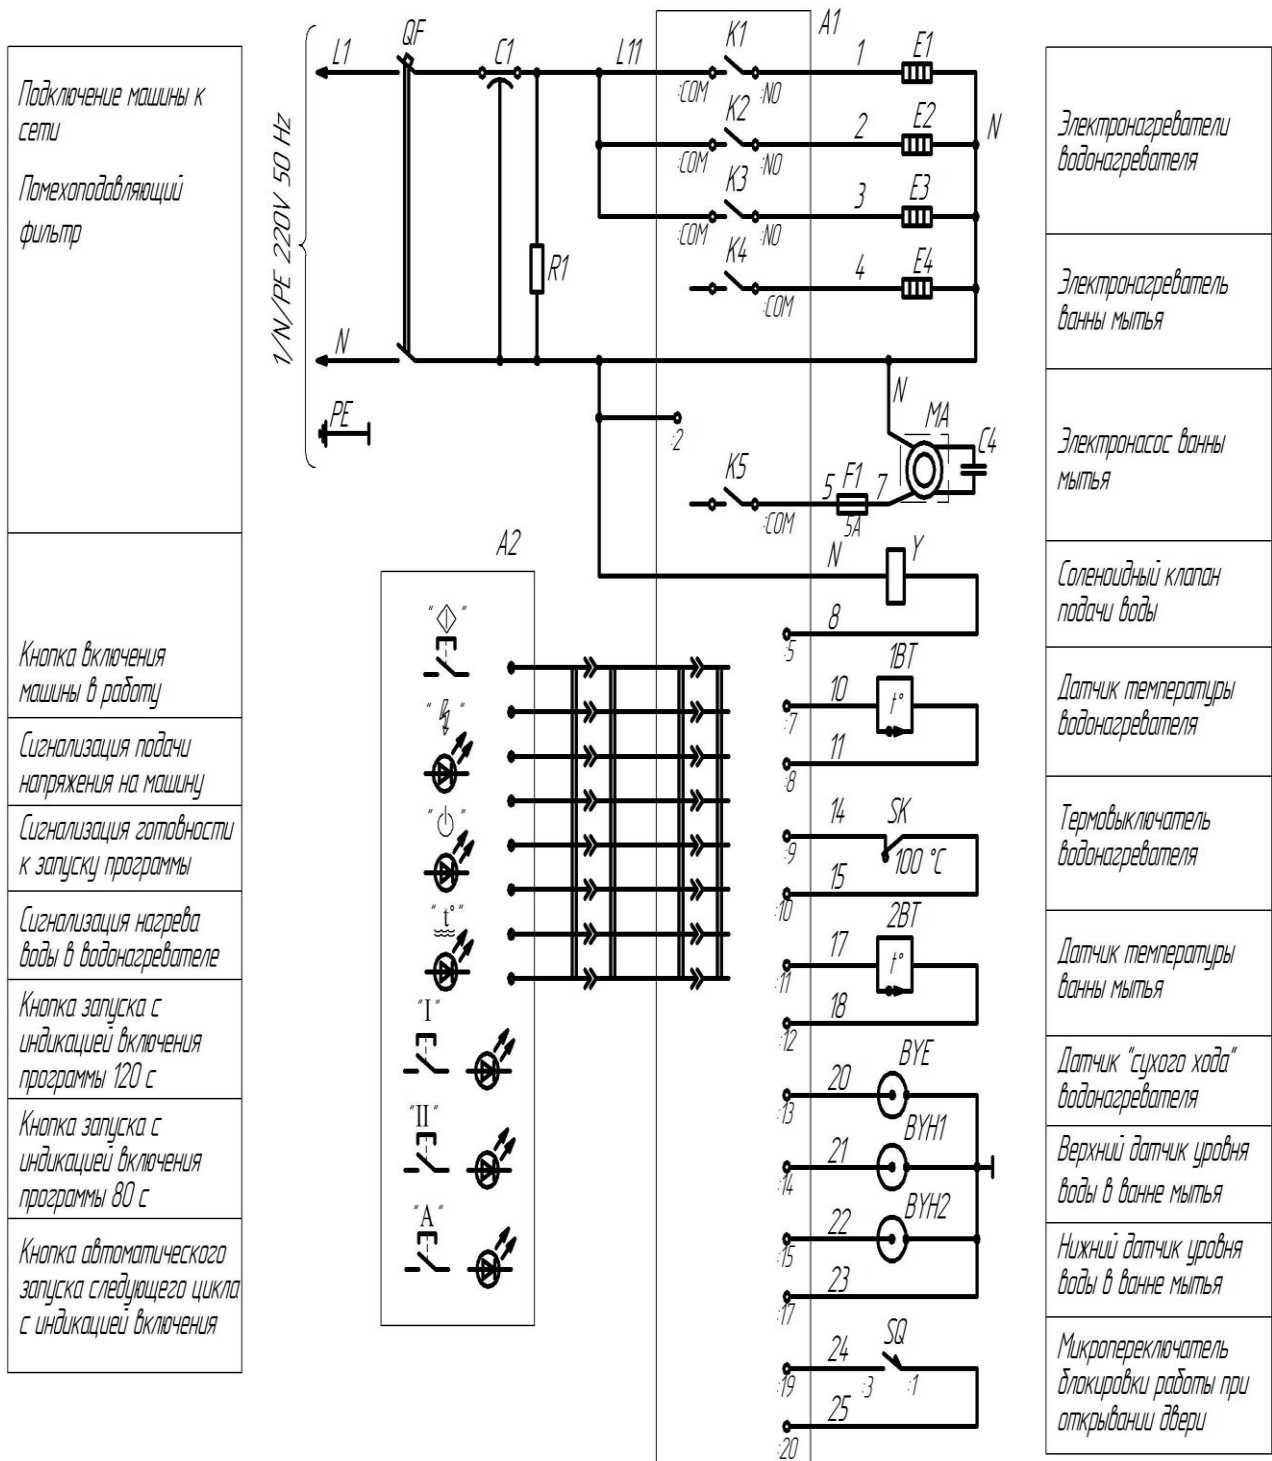 Подключение машины к
сети
Помехоподавляющий
фильтр
Кнопка включения
машины в работу
Сигнализация подачи
напряжения на машину
Сигнализация готовности
к запуску программы
Сигнализация нагрева
воды в водонагревателе
Кнопка запуска с
индикацией включения
программы 120 с
Кнопка запуска с
индикацией включения
программы 80 с
Кнопка автоматического
запуска следующего цикла
с индикацией включения
1/N/PE 220V 50 Hz
L1
QF
C1
L11
K1
A1
1
E1
:COM
:NO
K2
2
E2
N
:COM
:NO
K3
3
E3
:COM
:NO
K4
4
E4
R1
:COM
N
PE
N
MA
C4
:2
K5
5
F1
7
:COM
5A
A2
N
Y
8
:5
1BT
10
t°
:7
11
:8
14
SK
:9
100 °C
15
:10
2BT
17
t°
:11
18
:12
BYE
20
:13
BYH1
21
:14
BYH2
22
:15
23
:17
SQ
24
:19
:3
:1
25
:20
"t°"
"I"
"II"
"A"
Электронагреватели
водонагревателя
Электронагреватель
ванны мытья
Электронасос ванны
мытья
Соленоидный клапан
подачи воды
Датчик температуры
водонагревателя
Термовыключатель
водонагревателя
Датчик температуры
ванны мытья
Датчик "сухого хода"
водонагревателя
Верхний датчик уровня
воды в ванне мытья
Нижний датчик уровня
воды в ванне мытья
Микропереключатель
блокировки работы при
открывании двери